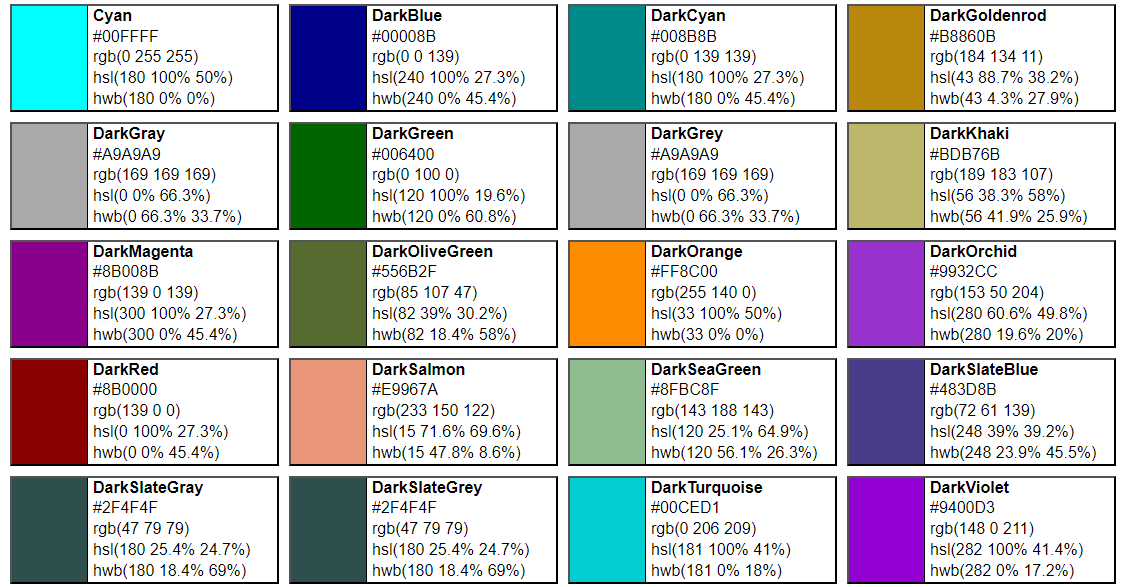 Cyan
#00FFFF
rgb(0 255 255)
hsl(180 100% 50%)
hwb(180 0% 0%)
DarkBlue
#00008B
rgb(0 0 139)
hsl(240 100% 27.3%)
hwb(240 0% 45.4%)
DarkCyan
#008B8B
rgb(0 139 139)
hsl(180 100% 27.3%)
hwb(180 0% 45.4%)
DarkGoldenrod
#B8860B
rgb(184 134 11)
hsl(43 88.7% 38.2%)
hwb(43 4.3% 27.9%)
DarkGray
#A9A9A9
rgb(169 169 169)
hsl(0 0% 66.3%)
hwb(0 66.3% 33.7%)
DarkGreen
#006400
rgb(0 100 0)
hsl(120 100% 19.6%)
hwb(120 0% 60.8%)
DarkGrey
#A9A9A9
rgb(169 169 169)
hsl(0 0% 66.3%)
hwb(0 66.3% 33.7%)
DarkKhaki
#BDB76B
rgb(189 183 107)
hsl(56 38.3% 58%)
hwb(56 41.9% 25.9%)
DarkMagenta
#8B008B
rgb(139 0 139)
hsl(300 100% 27.3%)
hwb(300 0% 45.4%)
DarkOliveGreen
#556B2F
rgb(85 107 47)
hsl(82 39% 30.2%)
hwb(82 18.4% 58%)
DarkOrange
#FF8C00
rgb(255 140 0)
hsl(33 100% 50%)
hwb(33 0% 0%)
DarkOrchid
#9932CC
rgb(153 50 204)
hsl(280 60.6% 49.8%)
hwb(280 19.6% 20%)
DarkRed
#8B0000
rgb(139 0 0)
hsl(0 100% 27.3%)
hwb(0 0% 45.4%)
DarkSalmon
#E9967A
rgb(233 150 122)
hsl(15 71.6% 69.6%)
hwb(15 47.8% 8.6%)
DarkSeaGreen
#8FBC8F
rgb(143 188 143)
hsl(120 25.1% 64.9%)
hwb(120 56.1% 26.3%)
DarkSlateBlue
#483D8B
rgb(72 61 139)
hsl(248 39% 39.2%)
hwb(248 23.9% 45.5%)
DarkSlateGray
#2F4F4F
rgb(47 79 79)
hsl(180 25.4% 24.7%)
hwb(180 18.4% 69%)
DarkSlateGrey
#2F4F4F
rgb(47 79 79)
hsl(180 25.4% 24.7%)
hwb(180 18.4% 69%)
DarkTurquoise
#00CED1
rgb(0 206 209)
hsl(181 100% 41%)
hwb(181 0% 18%)
DarkViolet
#9400D3
rgb(148 0 211)
hsl(282 100% 41.4%)
hwb(282 0% 17.2%)